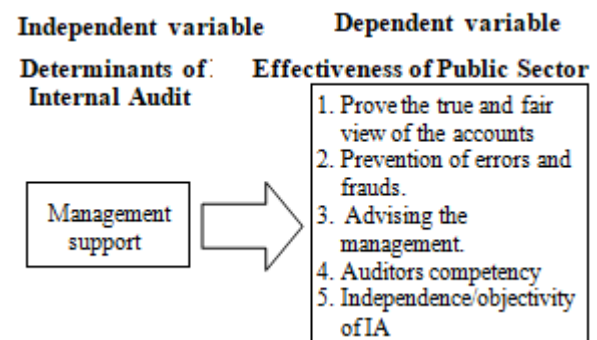 Independent variable
Dependent variable
Determinants of:
Internal Audit
Effectiveness of Public Sector
Management
support
1. Prove the true and fair
view of the accounts
2. Prevention of errors and
frauds.
3. Advising the
management.
4. Auditors competency
5. Independence/objectivity
of IA